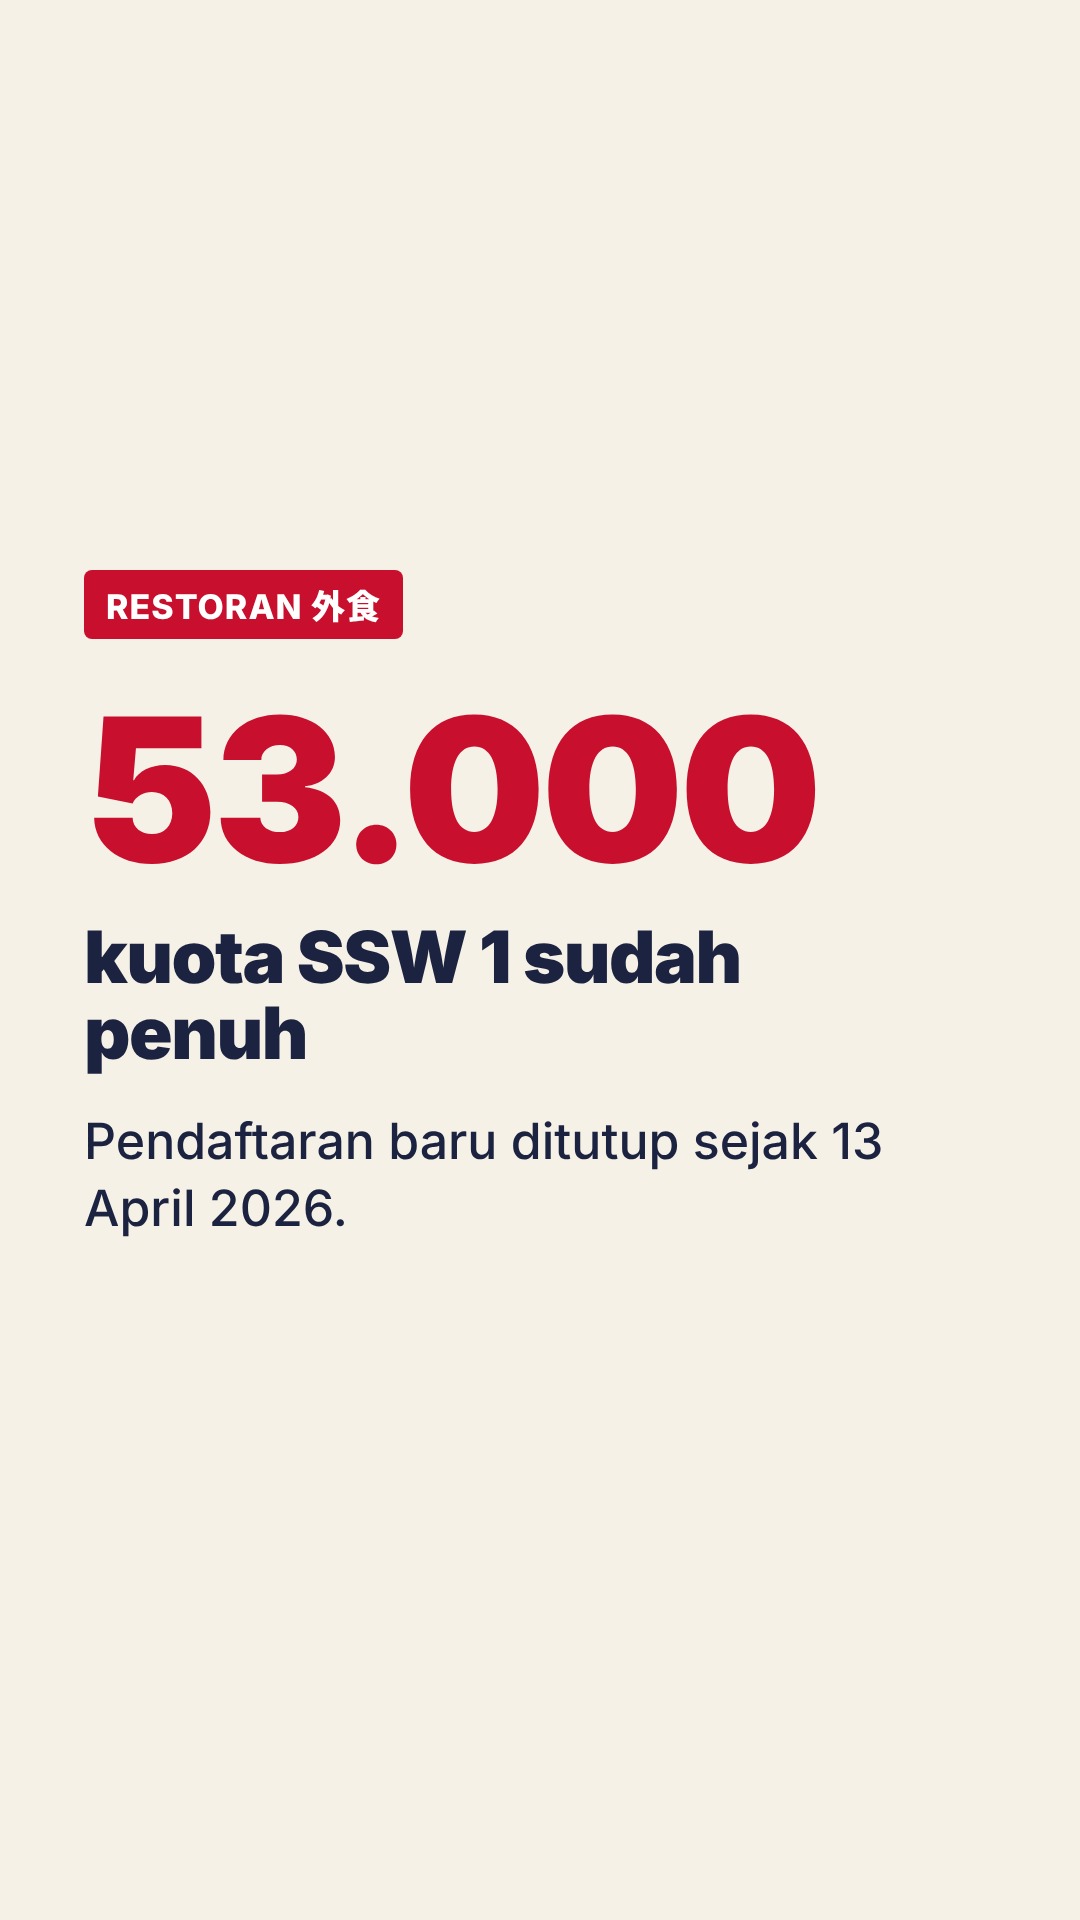 RESTORAN 外食
53.000
kuota SSW 1 sudah
penuh
Pendaftaran baru ditutup sejak 13
April 2026.